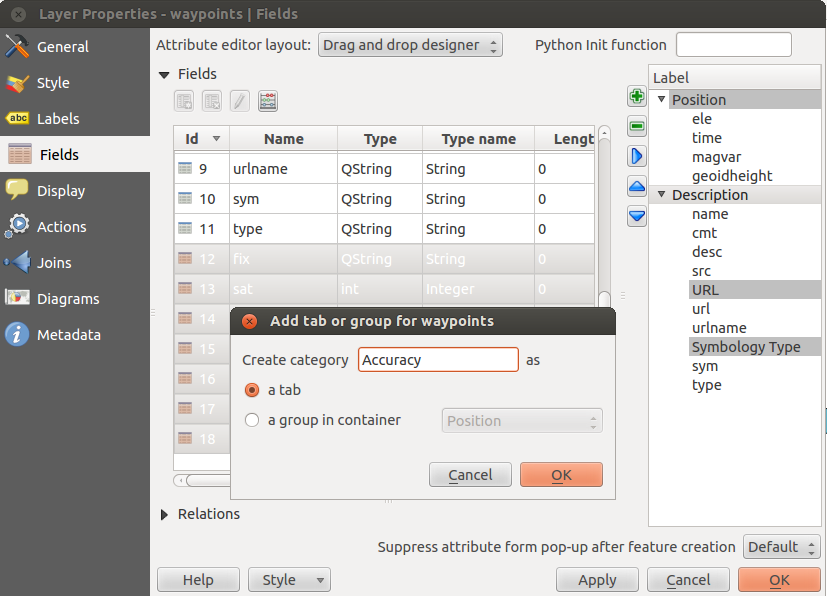 Layer Properties - waypoints | Fields
General
Style
Labels
Fields
Display
Actions
Joins
Diagrams
Metadata
Attribute editor layout: Drag and drop designer Python Init function
Fields
Id Name Type Type name Lengt
9 urlname QString String 0
10 sym QString String 0
11 type QString String 0
12 fix QString String 0
13 sat int Integer 0
14
15
16
17
18
Label
Position
ele
time
magvar
geoidheight
Description
name
cmt
desc
src
URL
url
urlname
Symbology Type
sym
type
Add tab or group for waypoints
Create category Accuracy as
a tab
a group in container Position
Cancel OK
Relations
Suppress attribute form pop-up after feature creation Default
Help Style Apply Cancel OK